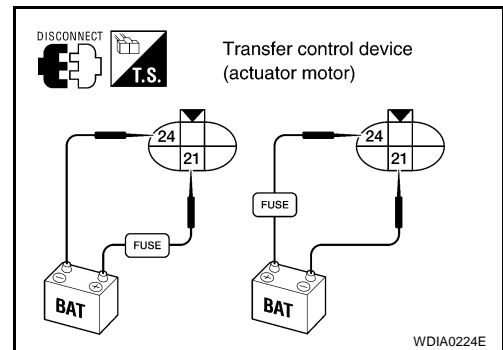 DISCONNECT
T.S.
Transfer control device
(actuator motor)
24
21
FUSE
− +
BAT
24
21
FUSE
+ −
BAT
WDIA0224E